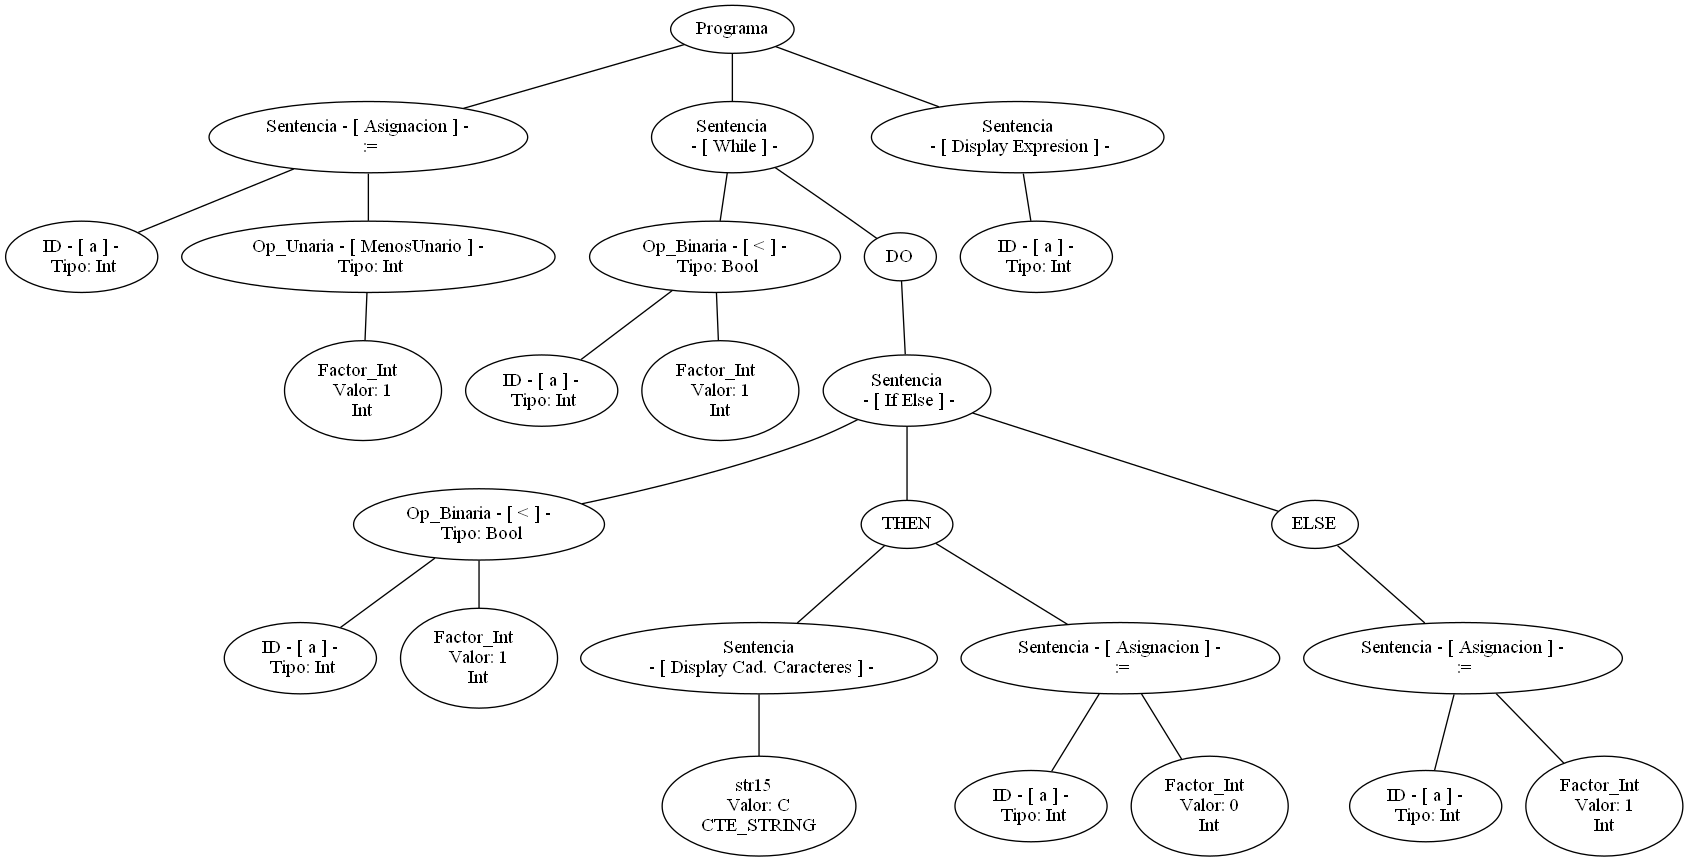 Programa
Sentencia - [ Asignacion ] -
:=
Sentencia
- [ While ] -
Sentencia
- [ Display Expresion ] -
ID - [ a ] -
Tipo: Int
Op_Unaria - [ MenosUnario ] -
Tipo: Int
Op_Binaria - [ < ] -
Tipo: Bool
DO
ID - [ a ] -
Tipo: Int
Factor_Int
Valor: 1
Int
ID - [ a ] -
Tipo: Int
Factor_Int
Valor: 1
Int
Sentencia
- [ If Else ] -
Op_Binaria - [ < ] -
Tipo: Bool
THEN
ELSE
ID - [ a ] -
Tipo: Int
Factor_Int
Valor: 1
Int
Sentencia
- [ Display Cad. Caracteres ] -
Sentencia - [ Asignacion ] -
:=
Sentencia - [ Asignacion ] -
:=
str15
Valor: C
CTE_STRING
ID - [ a ] -
Tipo: Int
Factor_Int
Valor: 0
Int
ID - [ a ] -
Tipo: Int
Factor_Int
Valor: 1
Int